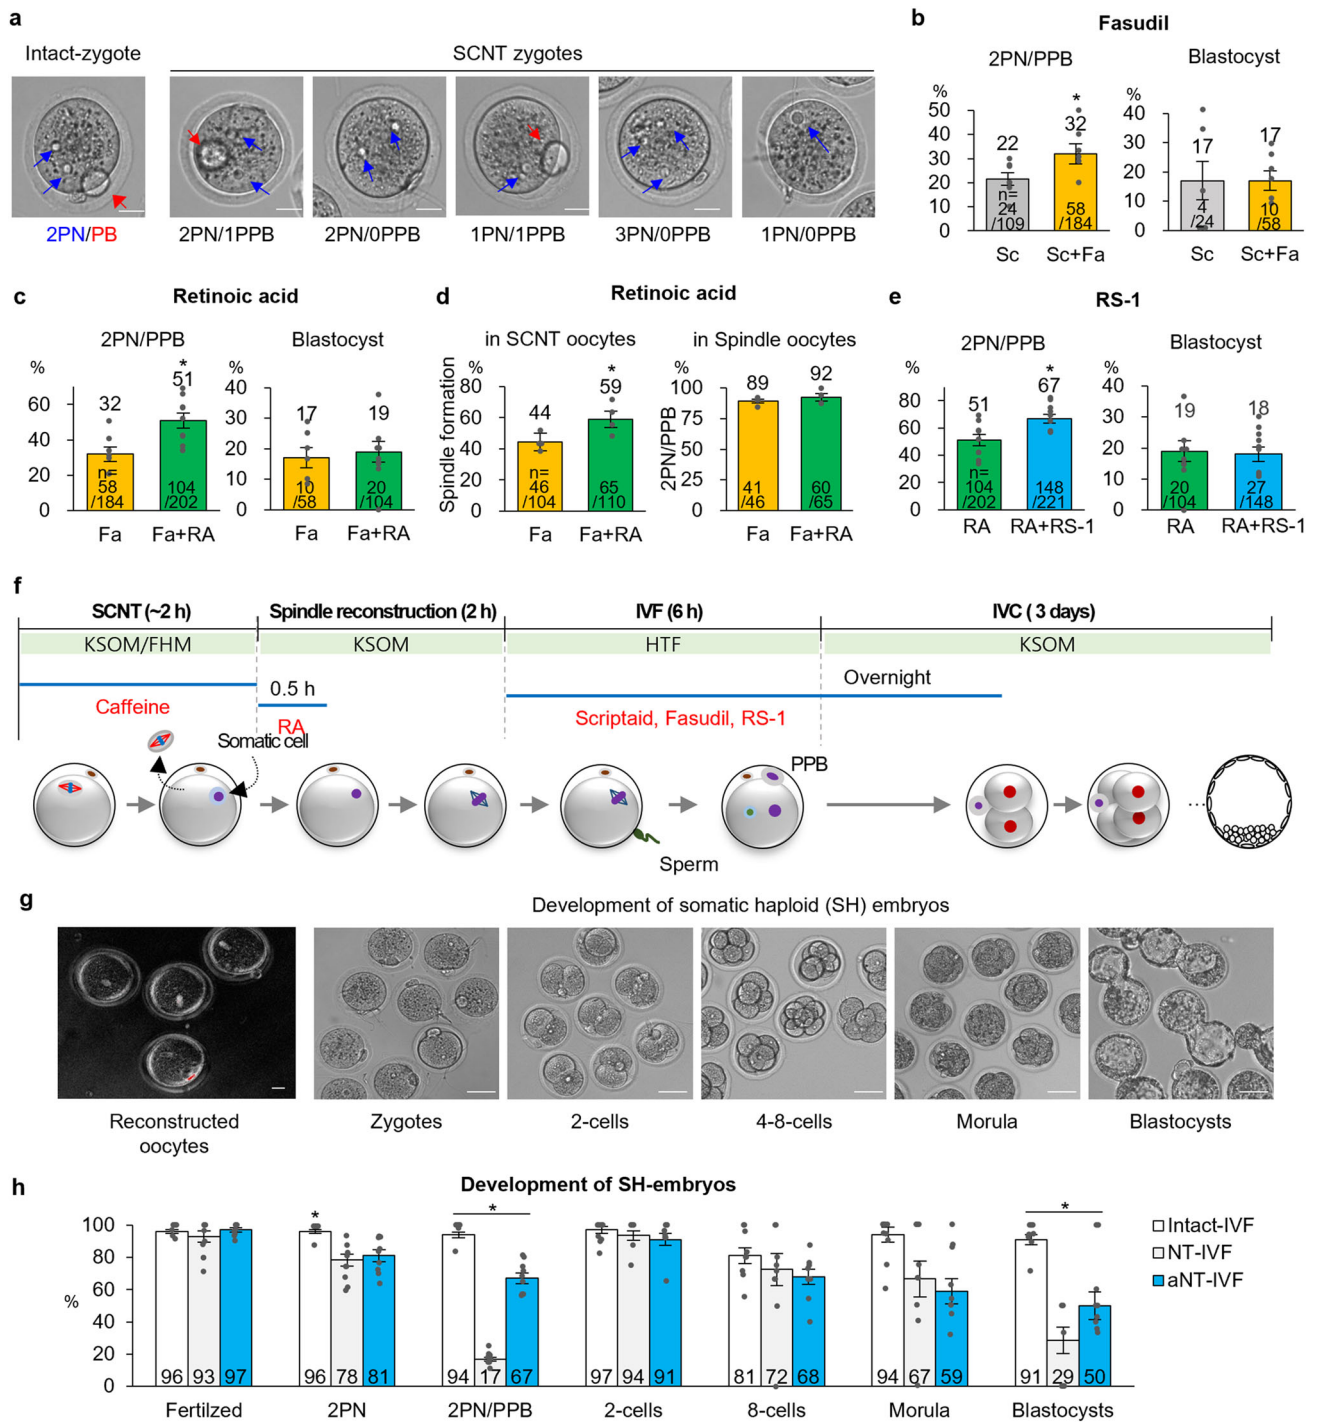 a
Intact-zygote
SCNT zygotes
2PN/PB
2PN/1PPB
2PN/0PPB
1PN/1PPB
3PN/0PPB
1PN/0PPB
b
Fasudil
2PN/PPB
%
50
40
30
20
10
0
22
n=
24
/109
*
32
58
/184
Sc
Sc+Fa
Blastocyst
%
40
30
20
10
0
17
4
/24
17
10
/58
Sc
Sc+Fa
c
Retinoic acid
2PN/PPB
%
60
40
20
0
32
n=
58
/184
*
51
104
/202
Fa
Fa+RA
Blastocyst
%
40
30
20
10
0
17
10
/58
19
20
/104
Fa
Fa+RA
d
Retinoic acid
in SCNT oocytes
%
Spindle formation
80
60
40
20
0
44
n=
46
/104
*
59
65
/110
Fa
Fa+RA
in Spindle oocytes
%
2PN/PPB
100
75
50
25
0
89
41
/46
92
60
/65
Fa
Fa+RA
e
RS-1
2PN/PPB
%
80
60
40
20
0
51
n=
104
/202
*
67
148
/221
RA
RA+RS-1
Blastocyst
%
40
30
20
10
0
19
20
/104
18
27
/148
RA
RA+RS-1
f
SCNT (~2 h)
Spindle reconstruction (2 h)
IVF (6 h)
IVC ( 3 days)
KSOM/FHM
KSOM
HTF
KSOM
Caffeine
0.5 h
RA
Scriptaid, Fasudil, RS-1
Overnight
Somatic cell
Sperm
PPB
...
g
Development of somatic haploid (SH) embryos
Reconstructed
oocytes
Zygotes
2-cells
4-8-cells
Morula
Blastocysts
h
Development of SH-embryos
%
100
80
60
40
20
0
*
*
*
96 93 97
96 78 81
94 17 67
97 94 91
81 72 68
94 67 59
91 29 50
Fertilzed
2PN
2PN/PPB
2-cells
8-cells
Morula
Blastocysts
Intact-IVF
NT-IVF
aNT-IVF